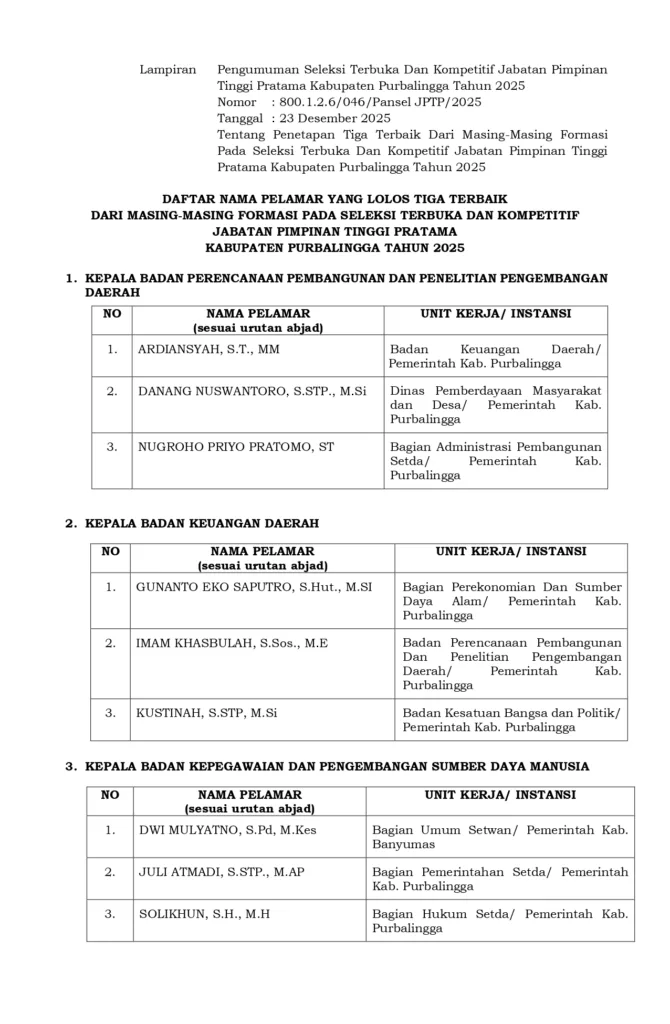 Lampiran Pengumuman Seleksi Terbuka Dan Kompetitif Jabatan Pimpinan
Tinggi Pratama Kabupaten Purbalingga Tahun 2025
Nomor : 800.1.2.6/046/Pansel JPTP/2025
Tanggal : 23 Desember 2025
Tentang Penetapan Tiga Terbaik Dari Masing-Masing Formasi
Pada Seleksi Terbuka Dan Kompetitif Jabatan Pimpinan Tinggi
Pratama Kabupaten Purbalingga Tahun 2025
DAFTAR NAMA PELAMAR YANG LOLOS TIGA TERBAIK
DARI MASING-MASING FORMASI PADA SELEKSI TERBUKA DAN KOMPETITIF
JABATAN PIMPINAN TINGGI PRATAMA
KABUPATEN PURBALINGGA TAHUN 2025
1. KEPALA BADAN PERENCANAAN PEMBANGUNAN DAN PENELITIAN PENGEMBANGAN
DAERAH
NO NAMA PELAMAR UNIT KERJA/ INSTANSI
(sesuai urutan abjad)
1. ARDIANSYAH, S.T., MM Badan Keuangan Daerah/
Pemerintah Kab. Purbalingga
2. DANANG NUSWANTORO, S.STP., M.Si Dinas Pemberdayaan Masyarakat
dan Desa/ Pemerintah Kab.
Purbalingga
3. NUGROHO PRIYO PRATOMO, ST Bagian Administrasi Pembangunan
Setda/ Pemerintah Kab.
Purbalingga
2. KEPALA BADAN KEUANGAN DAERAH
NO NAMA PELAMAR UNIT KERJA/ INSTANSI
(sesuai urutan abjad)
1. GUNANTO EKO SAPUTRO, S.Hut., M.SI Bagian Perekonomian Dan Sumber
Daya Alam/ Pemerintah Kab.
Purbalingga
2. IMAM KHASBULAH, S.Sos., M.E Badan Perencanaan Pembangunan
Dan Penelitian Pengembangan
Daerah/ Pemerintah Kab.
Purbalingga
3. KUSTINAH, S.STP, M.Si Badan Kesatuan Bangsa dan Politik/
Pemerintah Kab. Purbalingga
3. KEPALA BADAN KEPEGAWAIAN DAN PENGEMBANGAN SUMBER DAYA MANUSIA
NO NAMA PELAMAR UNIT KERJA/ INSTANSI
(sesuai urutan abjad)
1. DWI MULYATNO, S.Pd, M.Kes Bagian Umum Setwan/ Pemerintah Kab.
Banyumas
2. JULI ATMADI, S.STP., M.AP Bagian Pemerintahan Setda/ Pemerintah
Kab. Purbalingga
3. SOLIKHUN, S.H., M.H Bagian Hukum Setda/ Pemerintah Kab.
Purbalingga